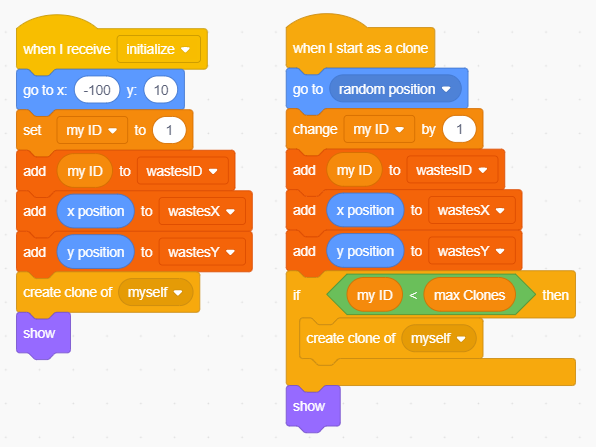 when I receive initialize
go to x: -100 y: 10
set my ID to 1
add my ID to wastesID
add x position to wastesX
add y position to wastesY
create clone of myself
show
when I start as a clone
go to random position
change my ID by 1
add my ID to wastesID
add x position to wastesX
add y position to wastesY
if my ID < max Clones then
create clone of myself
show